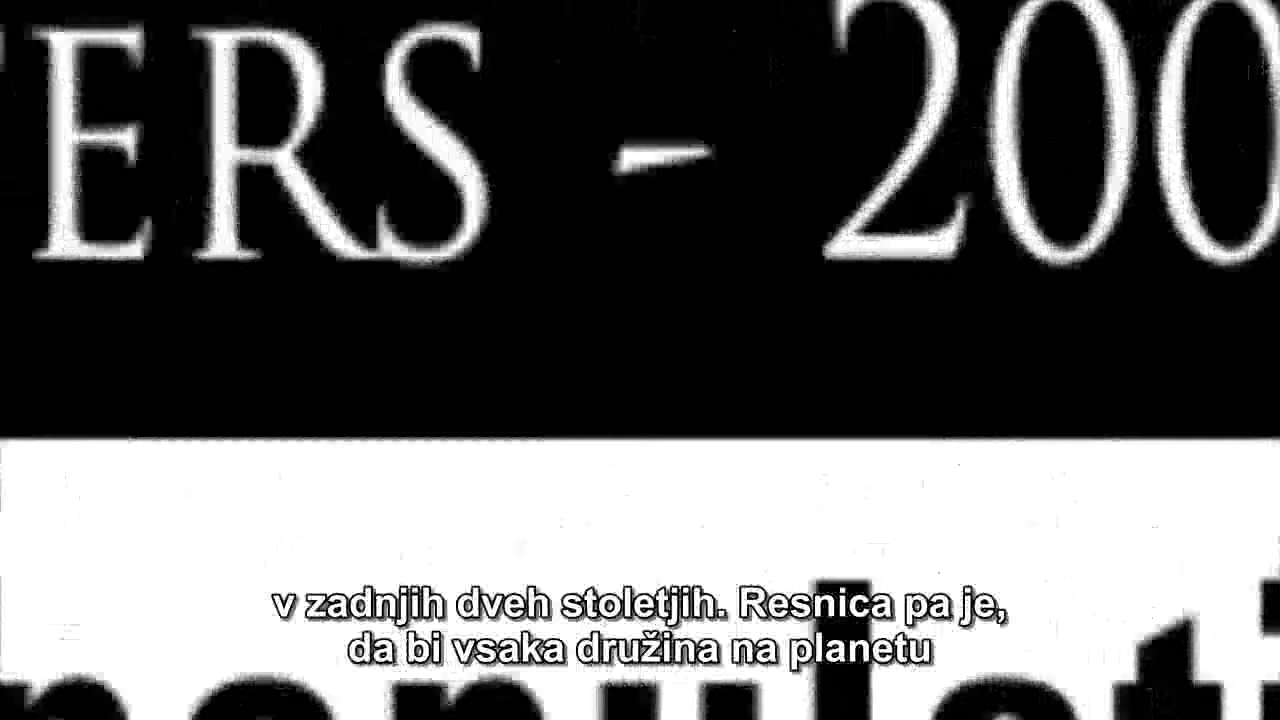 ERS - 200
v zadnjih dveh stoletjih. Resnica pa je,
da bi vsaka družina na planetu